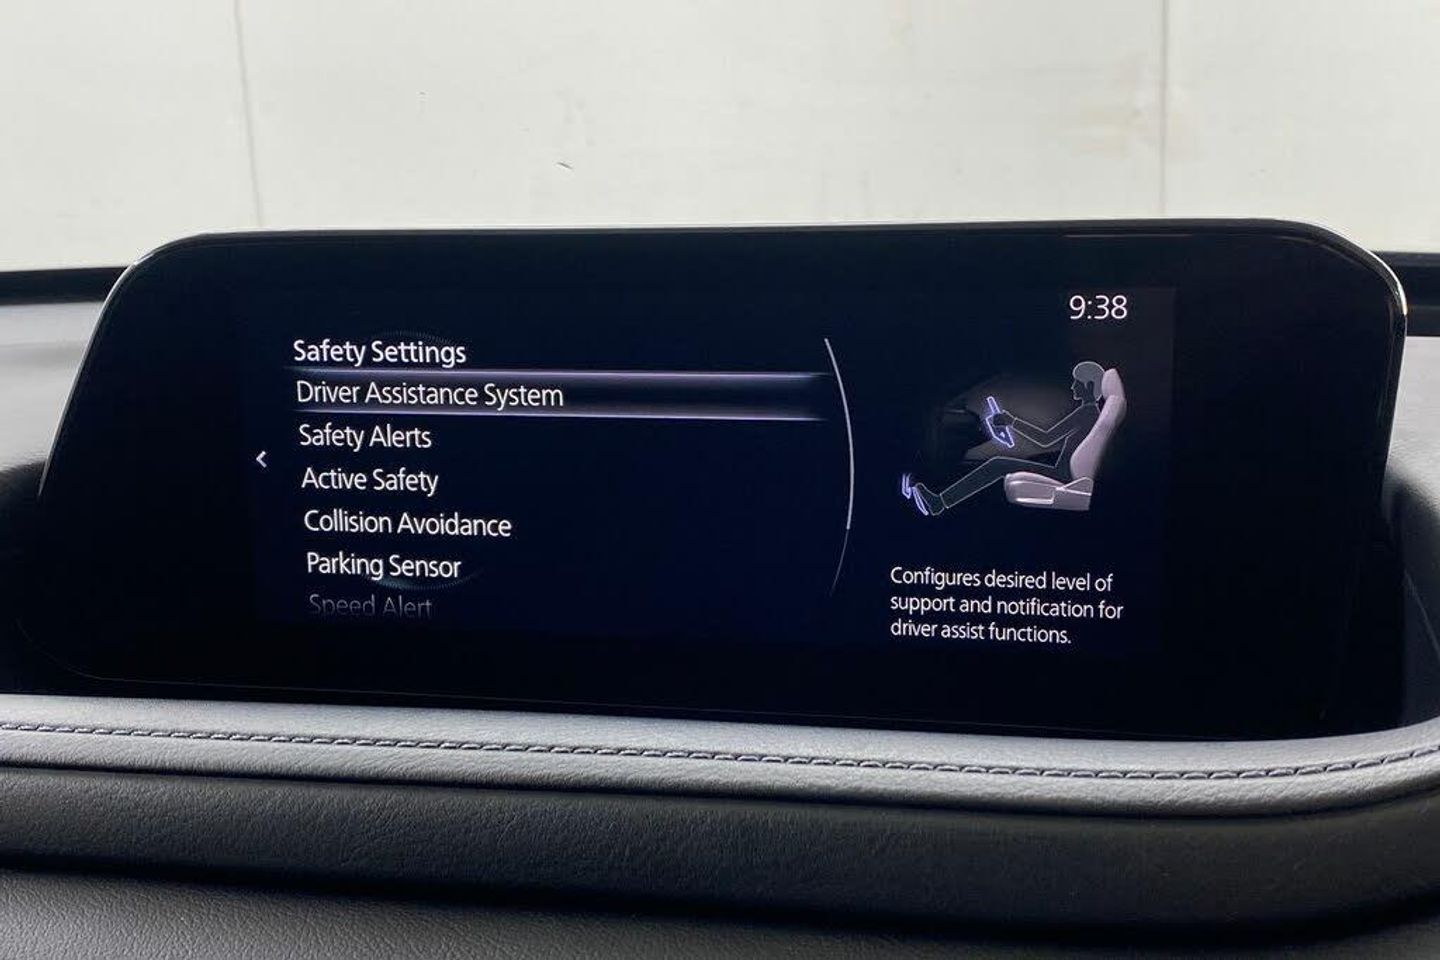 9:38
Safety Settings
Driver Assistance System
Safety Alerts
Active Safety
Collision Avoidance
Parking Sensor
Speed Alert
Configures desired level of
support and notification for
driver assist functions.